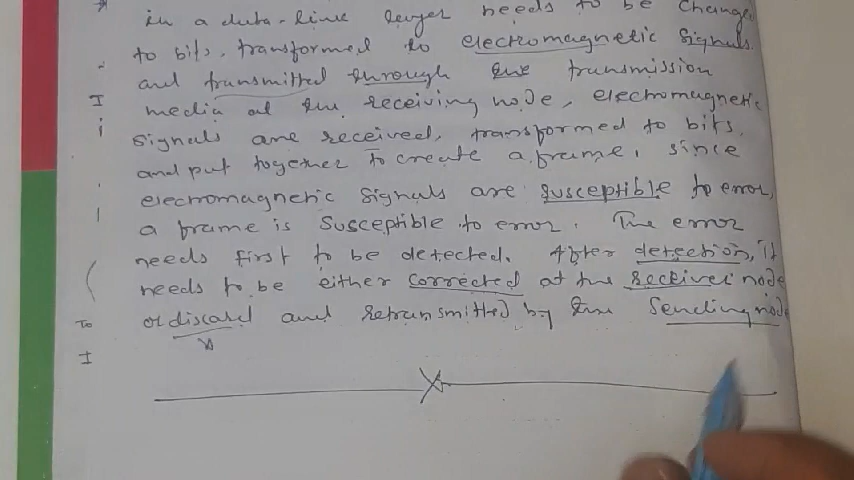 in a data-link layer needs to be change
to bits, transformed to electromagnetic signals
and transmitted through the transmission
media at the receiving node, electromagnetic
signals are received, transformed to bits,
and put together to create a frame, since
electromagnetic signals are susceptible to error,
a frame is susceptible to error. The error
needs first to be detected. After detection, it
needs to be either corrected at the receiver node
or discard and retransmitted by the sending node
To
I